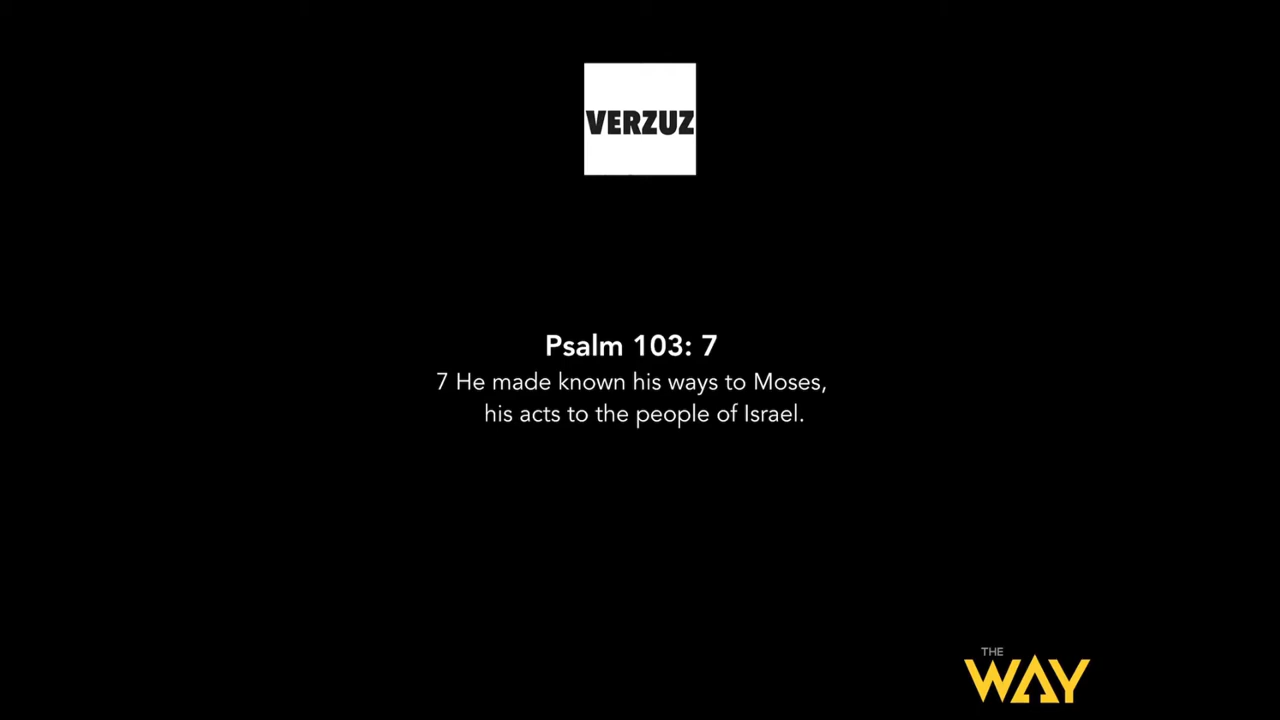 VERZUZ
Psalm 103: 7
7 He made known his ways to Moses,
his acts to the people of Israel.
THE
WAY